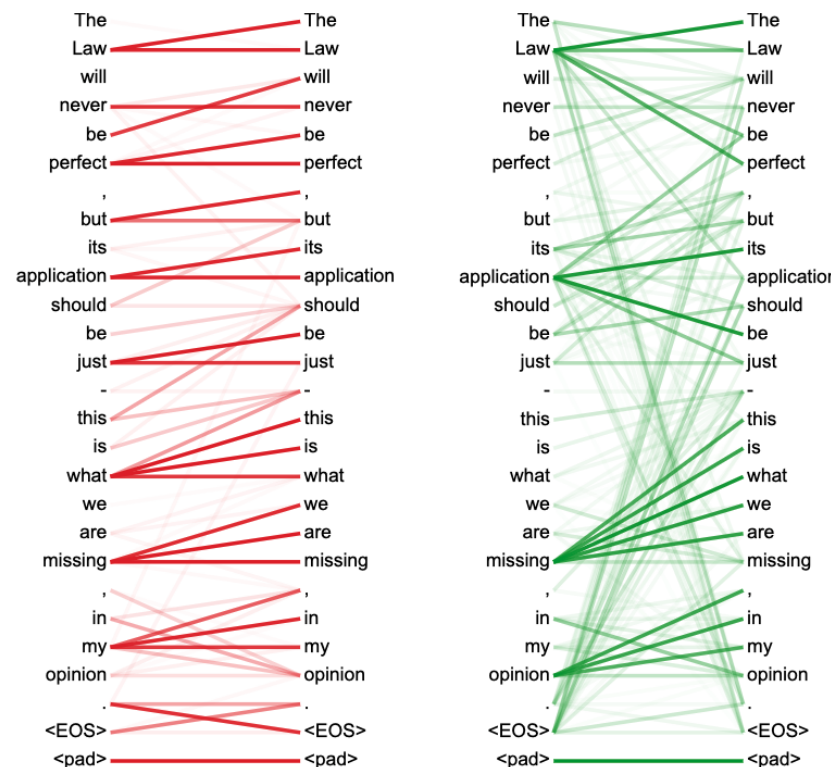 The The The The
Law Law Law Law
will will will will
never never never never
be be be be
perfect perfect perfect perfect
, , , ,
but but but but
its its its its
application application application application
should should should should
be be be be
just just just just
- - - -
this this this this
is is is is
what what what what
we we we we
are are are are
missing missing missing missing
, , , ,
in in in in
my my my my
opinion opinion opinion opinion
. . . .
<EOS> <EOS> <EOS> <EOS>
<pad> <pad> <pad> <pad>